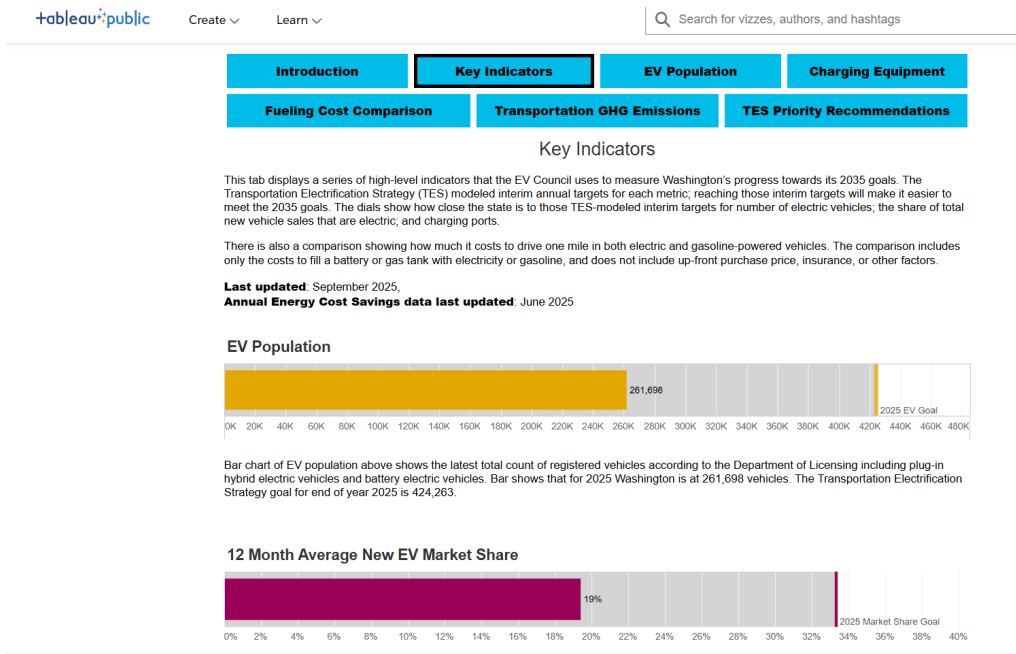 +ableau public
Create
Learn
Search for vizzes, authors, and hashtags
Introduction
Key Indicators
EV Population
Charging Equipment
Fueling Cost Comparison
Transportation GHG Emissions
TES Priority Recommendations
Key Indicators
This tab displays a series of high-level indicators that the EV Council uses to measure Washington's progress towards its 2035 goals. The
Transportation Electrification Strategy (TES) modeled interim annual targets for each metric; reaching those interim targets will make it easier to
meet the 2035 goals. The dials show how close the state is to those TES-modeled interim targets for number of electric vehicles; the share of total
new vehicle sales that are electric; and charging ports.
There is also a comparison showing how much it costs to drive one mile in both electric and gasoline-powered vehicles. The comparison includes
only the costs to fill a battery or gas tank with electricity or gasoline, and does not include up-front purchase price, insurance, or other factors.
Last updated: September 2025,
Annual Energy Cost Savings data last updated: June 2025
EV Population
261,698
2025 EV Goal
0K 20K 40K 60K 80K 100K 120K 140K 160K 180K 200K 220K 240K 260K 280K 300K 320K 340K 360K 380K 400K 420K 440K 460K 480K
Bar chart of EV population above shows the latest total count of registered vehicles according to the Department of Licensing including plug-in
hybrid electric vehicles and battery electric vehicles. Bar shows that for 2025 Washington is at 261,698 vehicles. The Transportation Electrification
Strategy goal for end of year 2025 is 424,263.
12 Month Average New EV Market Share
19%
2025 Market Share Goal
0% 2% 4% 6% 8% 10% 12% 14% 16% 18% 20% 22% 24% 26% 28% 30% 32% 34% 36% 38% 40%